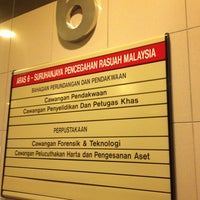 6
ARAS 6 - SURUHANJAYA PENCEGAHAN RASUAH MALAYSIA
BAHAGIAN PERUNDANGAN DAN PENDAKWAAN
Cawangan Pendakwaan
Cawangan Penyelidikan Dan Petugas Khas
PERPUSTAKAAN
Cawangan Forensik & Teknologi
Cawangan Pelucuthakan Harta dan Pengesanan Aset